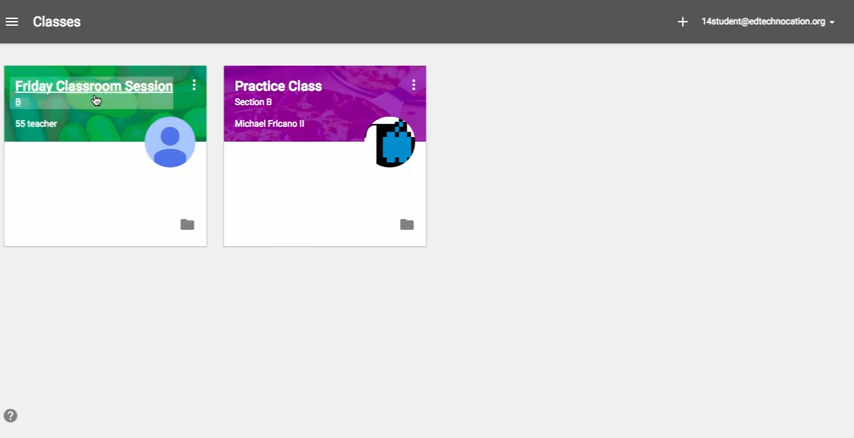 Classes
14student@edtechnocation.org
Friday Classroom Session
B
55 teacher
Practice Class
Section B
Michael Fricano II